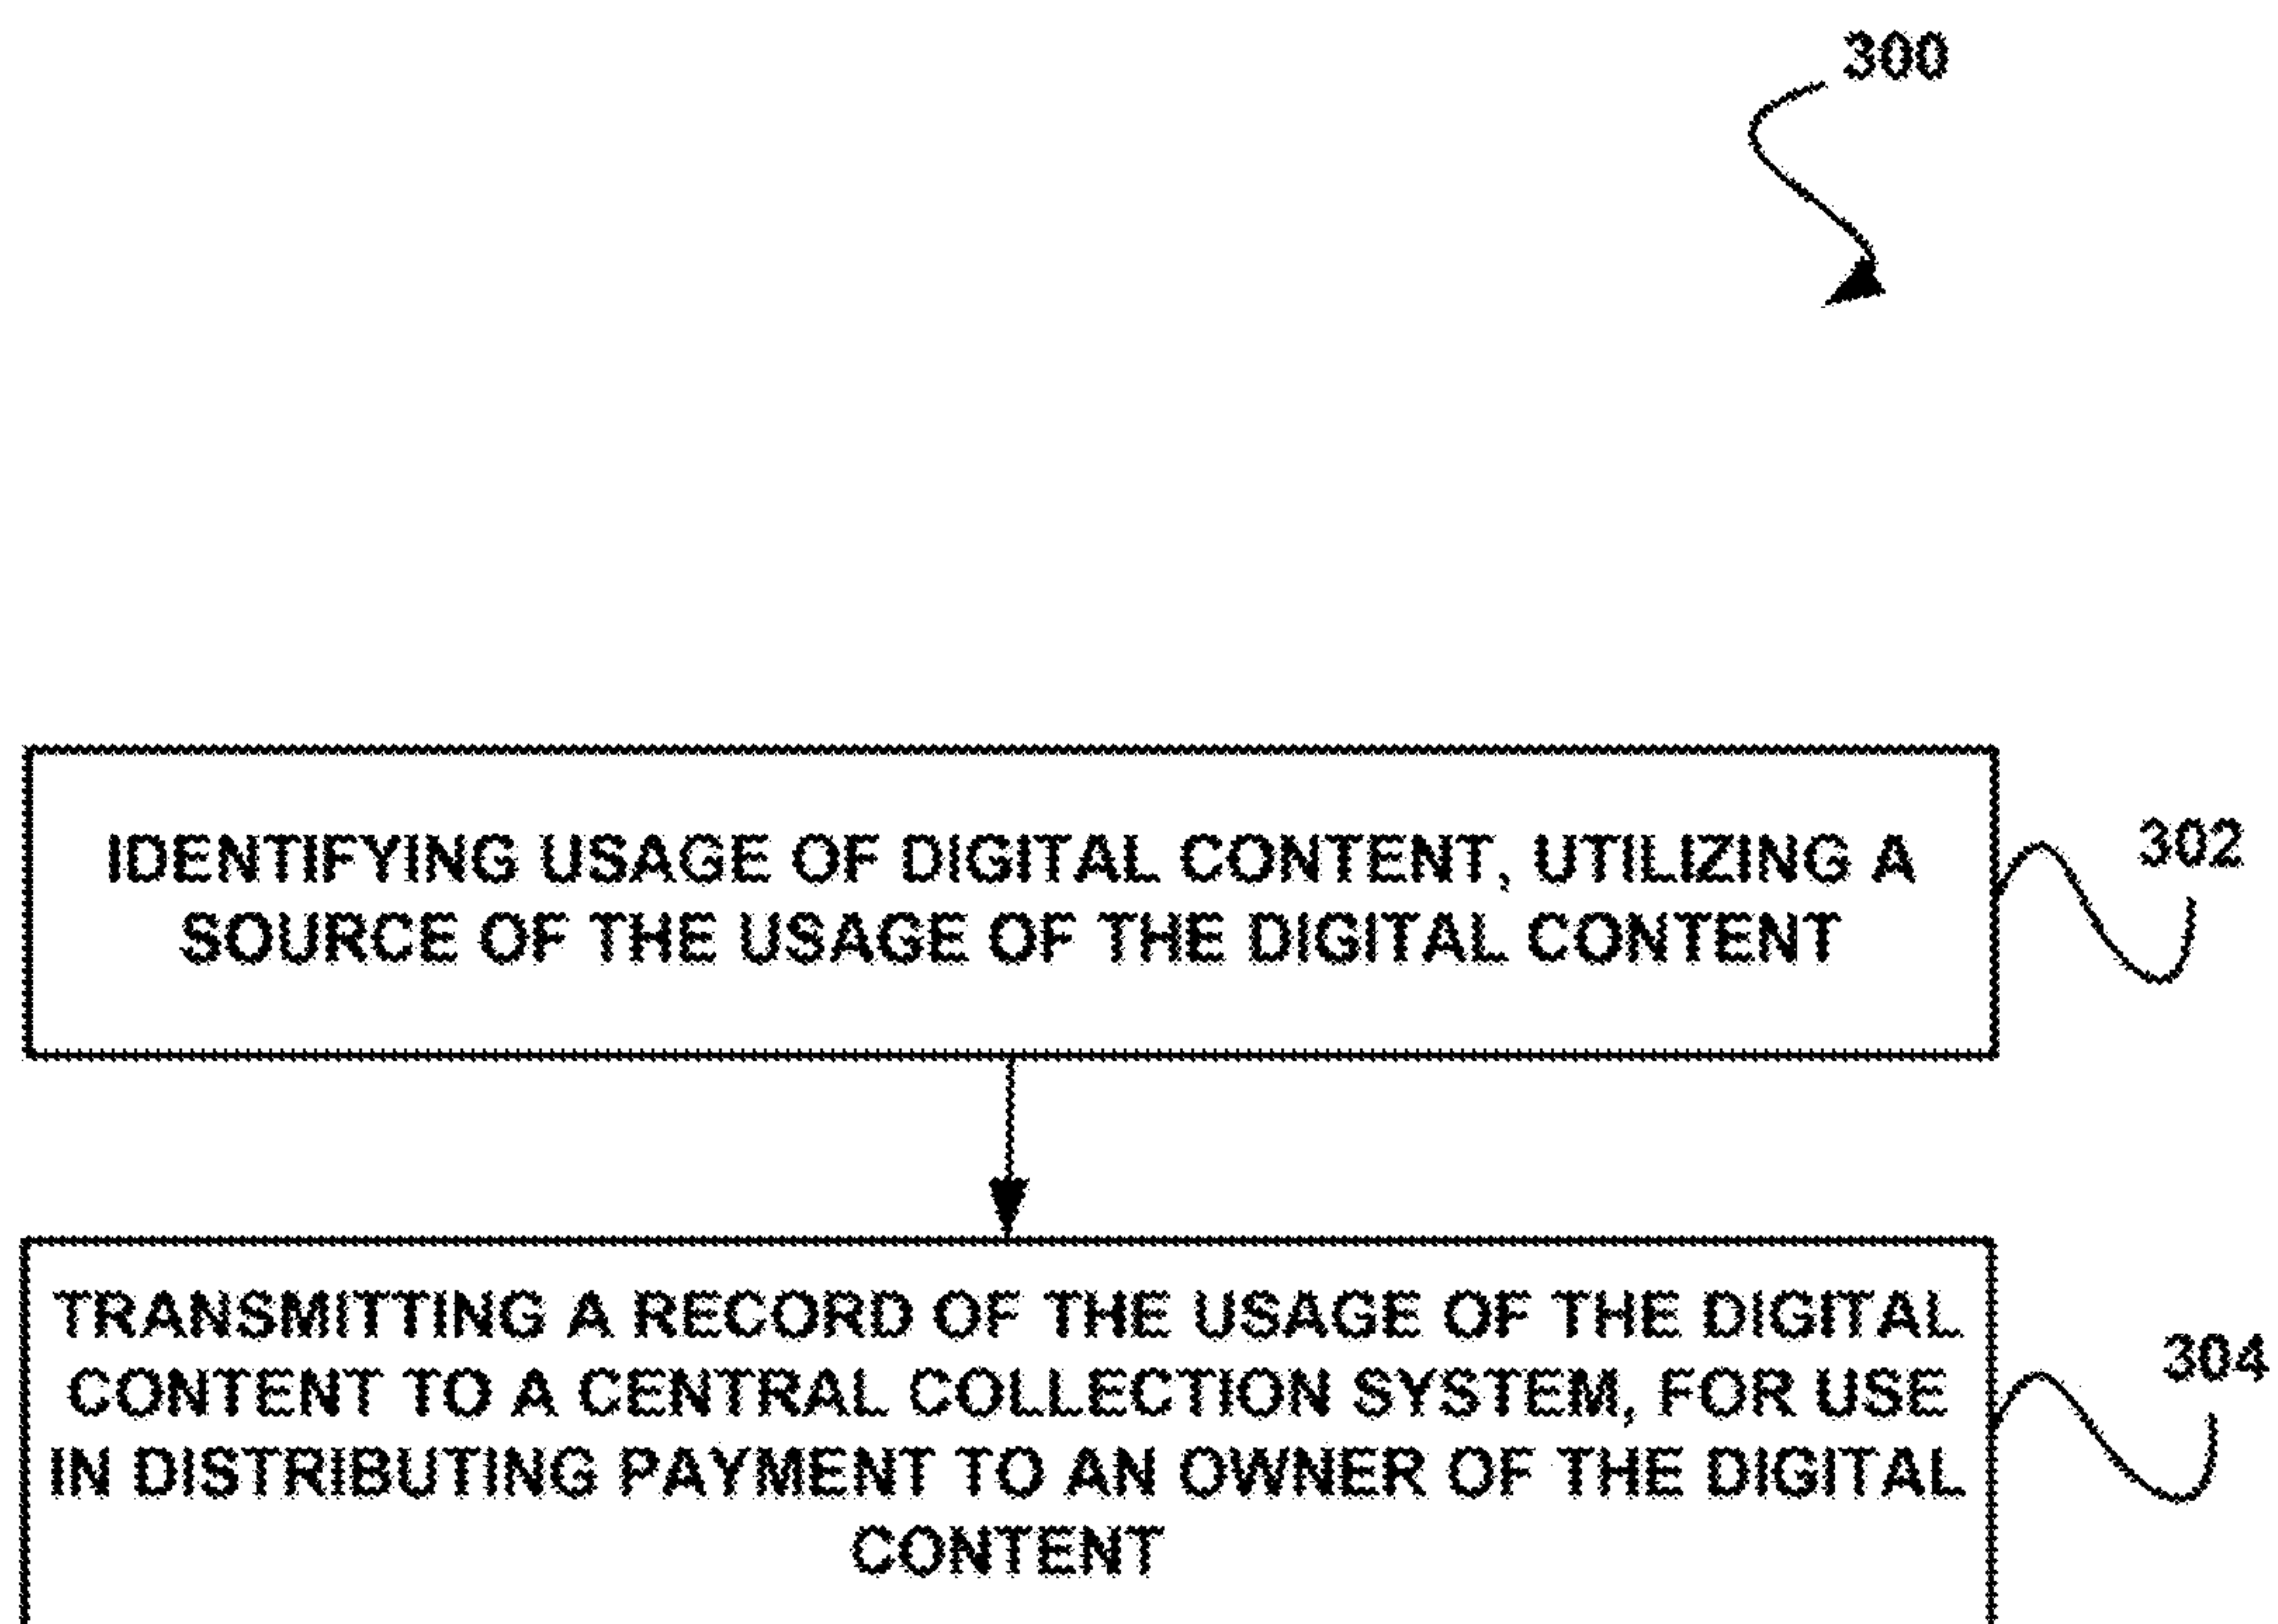 300
IDENTIFYING USAGE OF DIGITAL CONTENT, UTILIZING A
SOURCE OF THE USAGE OF THE DIGITAL CONTENT
302
TRANSMITTING A RECORD OF THE USAGE OF THE DIGITAL
CONTENT TO A CENTRAL COLLECTION SYSTEM, FOR USE
IN DISTRIBUTING PAYMENT TO AN OWNER OF THE DIGITAL
CONTENT
304